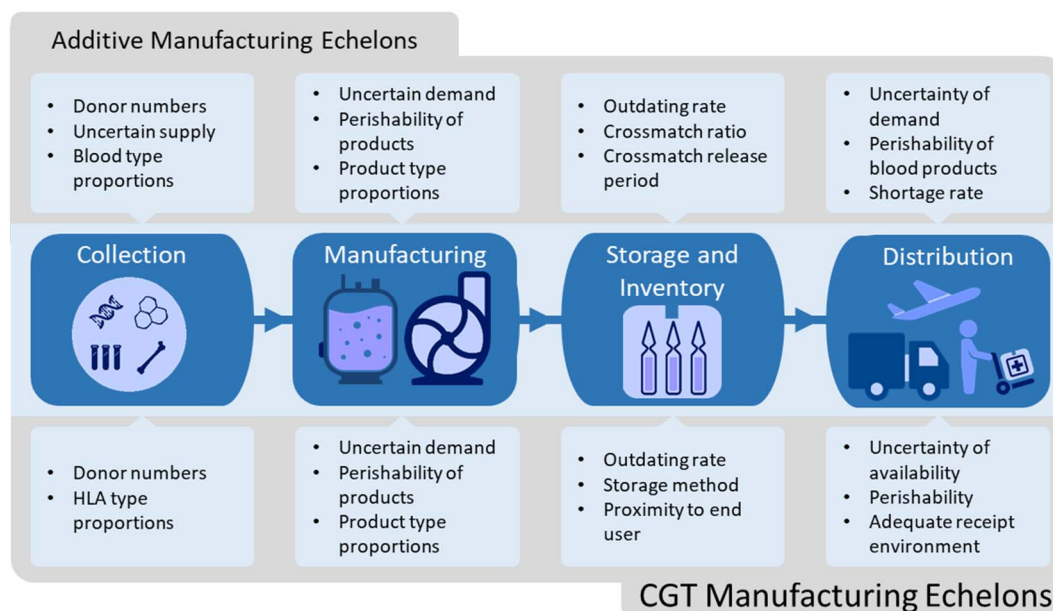 Additive Manufacturing Echelons
• Donor numbers
• Uncertain supply
• Blood type
proportions
• Uncertain demand
• Perishability of
products
• Product type
proportions
• Outdating rate
• Crossmatch ratio
• Crossmatch release
period
• Uncertainty of
demand
• Perishability of
blood products
• Shortage rate
Collection
Manufacturing
Storage and
Inventory
Distribution
• Donor numbers
• HLA type
proportions
• Uncertain demand
• Perishability of
products
• Product type
proportions
• Outdating rate
• Storage method
• Proximity to end
user
• Uncertainty of
availability
• Perishability
• Adequate receipt
environment
CGT Manufacturing Echelons